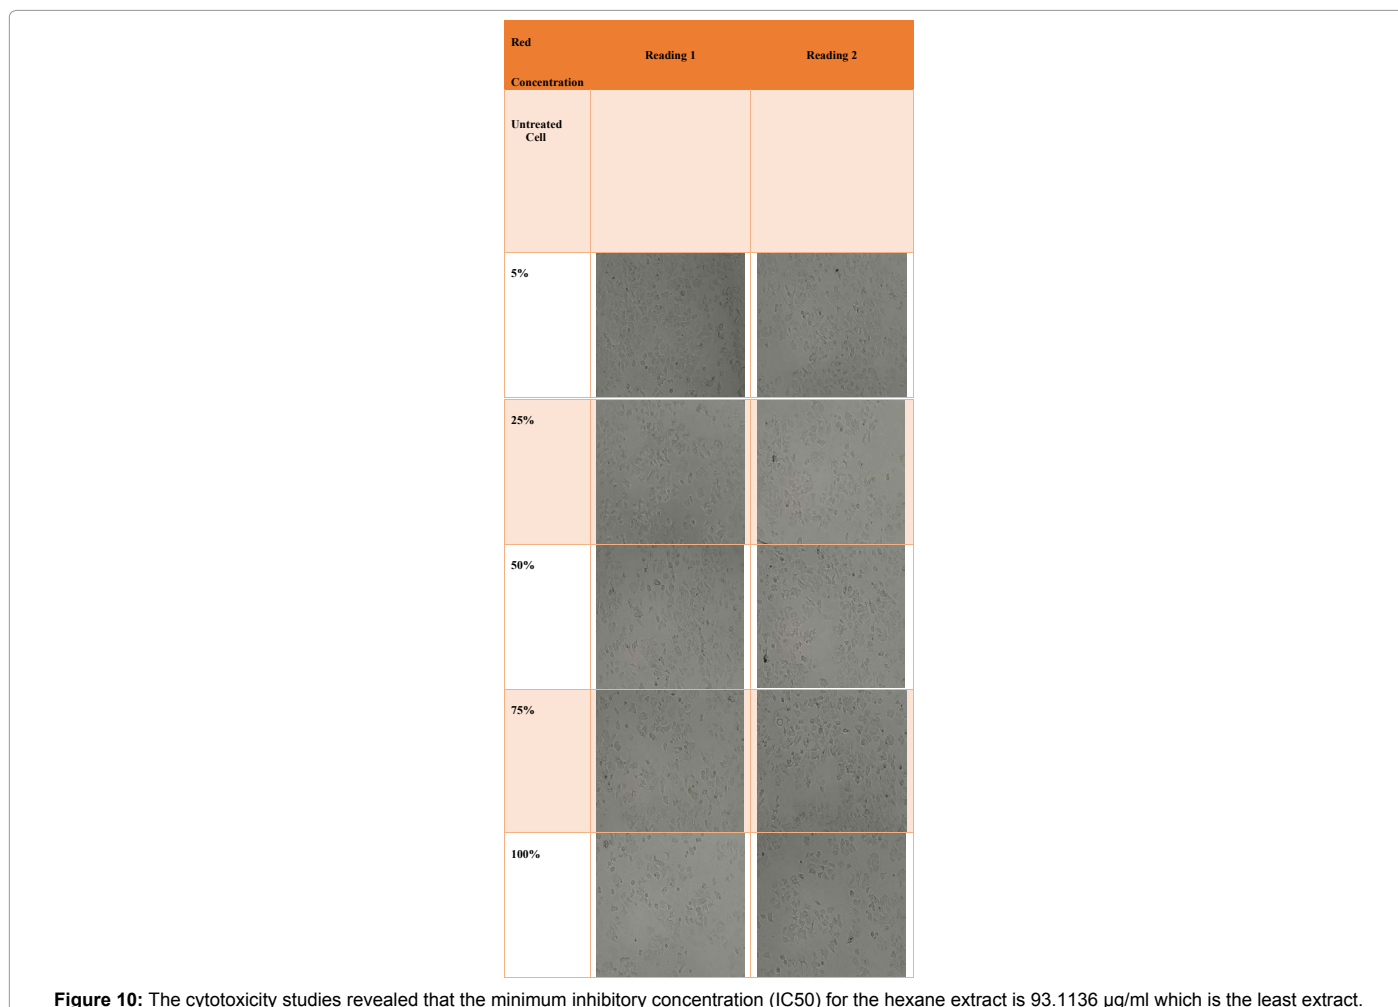 Red
Concentration
Reading 1
Reading 2
Untreated
Cell
5%
25%
50%
75%
100%
Figure 10: The cytotoxicity studies revealed that the minimum inhibitory concentration (IC50) for the hexane extract is 93.1136 µg/ml which is the least extract.